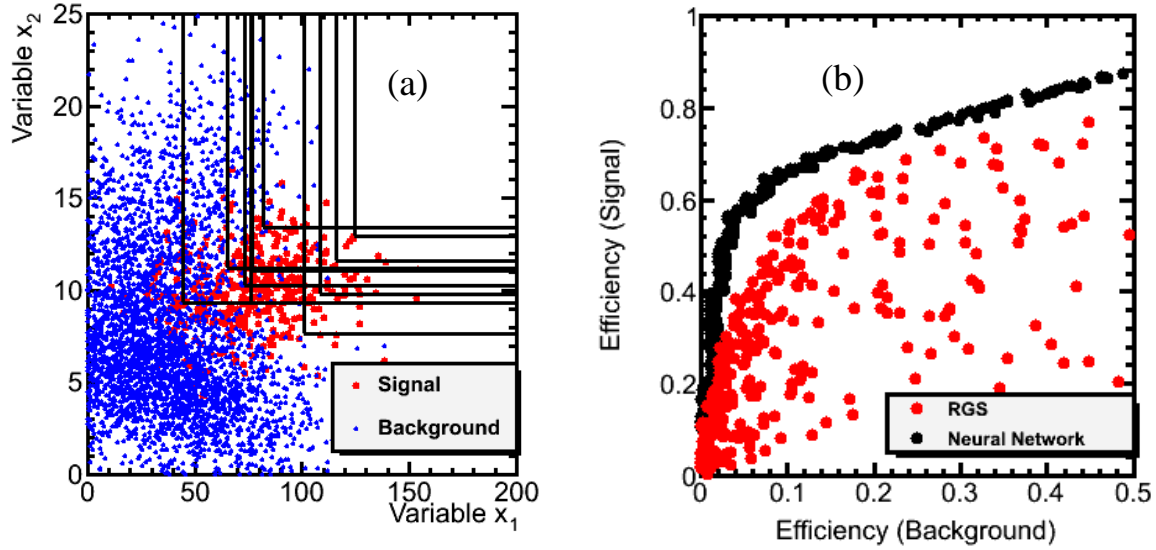 25
20
15
10
5
0
Variable x2
(a)
Signal
Background
0
50
100
150
200
Variable x1
1
0.8
0.6
0.4
0.2
0
Efficiency (Signal)
(b)
RGS
Neural Network
0
0.1
0.2
0.3
0.4
0.5
Efficiency (Background)